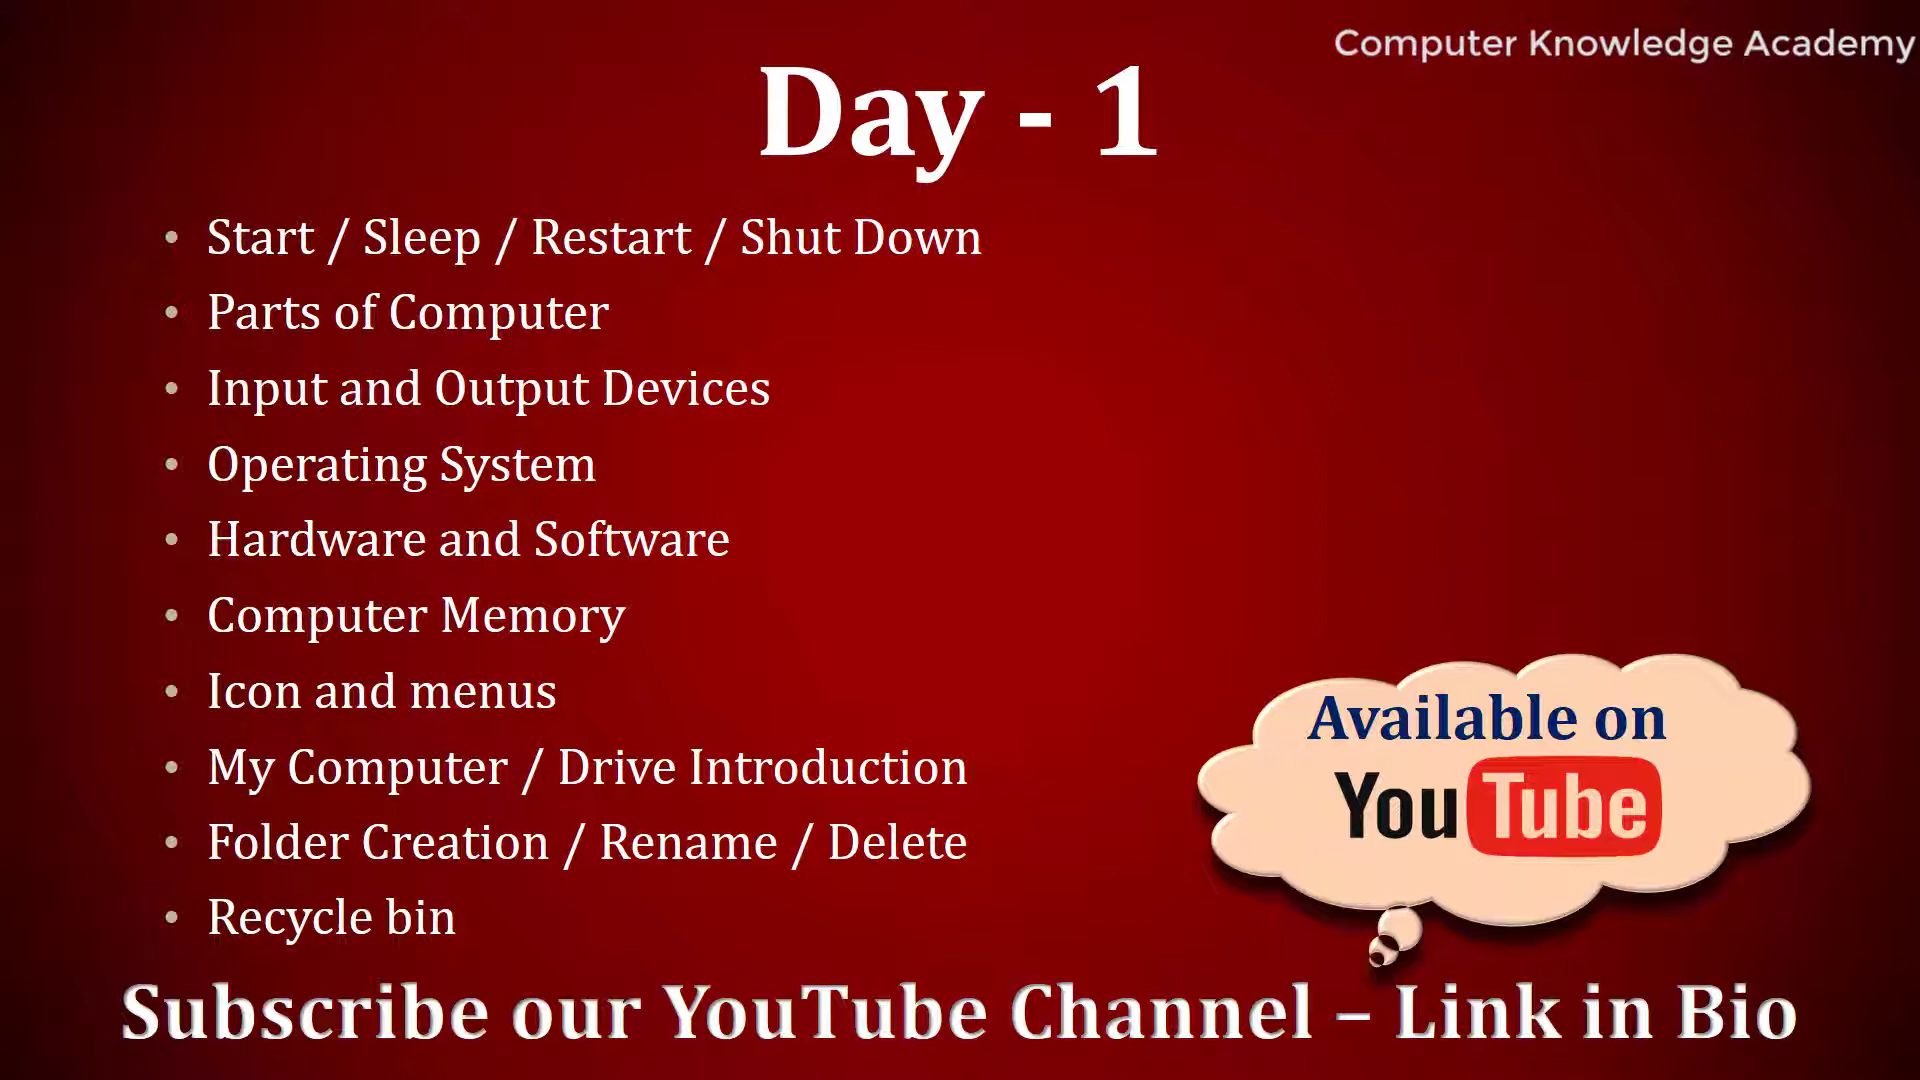 Computer Knowledge Academy
Day - 1
• Start / Sleep / Restart / Shut Down
• Parts of Computer
• Input and Output Devices
• Operating System
• Hardware and Software
• Computer Memory
• Icon and menus
• My Computer / Drive Introduction
• Folder Creation / Rename / Delete
• Recycle bin
Available on
YouTube
Subscribe our YouTube Channel – Link in Bio